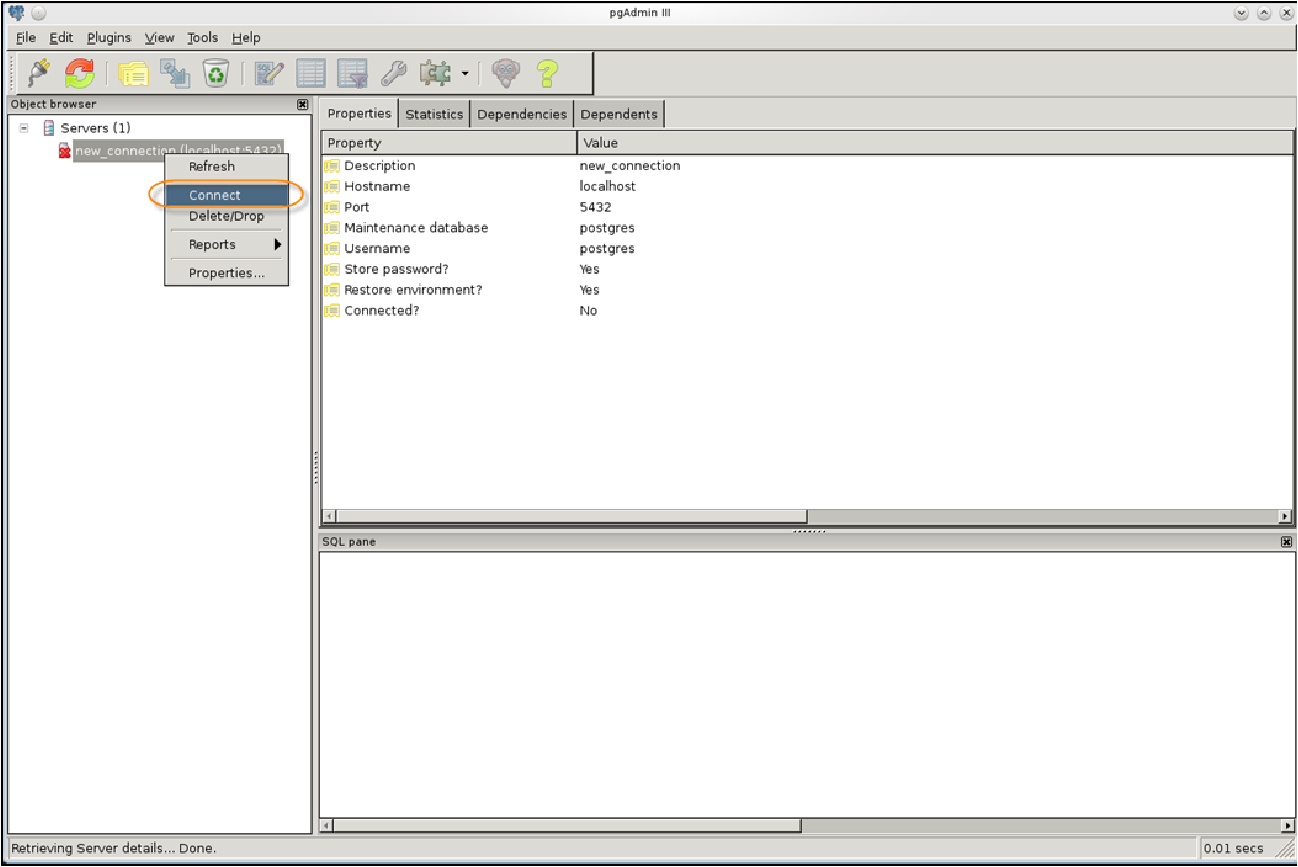 pgAdmin III
File Edit Plugins View Tools Help
Object browser
Servers (1)
new_connection (localhost:5432)
Refresh
Connect
Delete/Drop
Reports
Properties...
Properties Statistics Dependencies Dependents
Property Value
Description new_connection
Hostname localhost
Port 5432
Maintenance database postgres
Username postgres
Store password? Yes
Restore environment? Yes
Connected? No
SQL pane
Retrieving Server details... Done. 0.01 secs